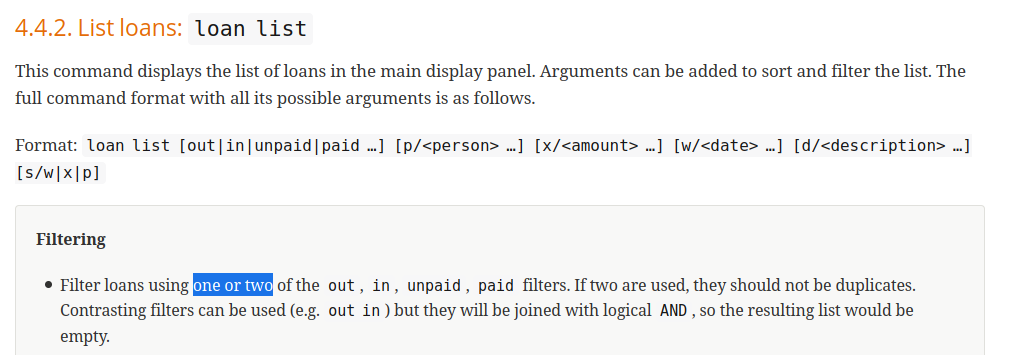 4.4.2. List loans: loan list
This command displays the list of loans in the main display panel. Arguments can be added to sort and filter the list. The
full command format with all its possible arguments is as follows.
Format: loan list [out|in|unpaid|paid …] [p/<person> …] [x/<amount> …] [w/<date> …] [d/<description> …]
[s/w|x|p]
Filtering
• Filter loans using one or two of the out, in, unpaid, paid filters. If two are used, they should not be duplicates.
Contrasting filters can be used (e.g. out in) but they will be joined with logical AND, so the resulting list would be
empty.